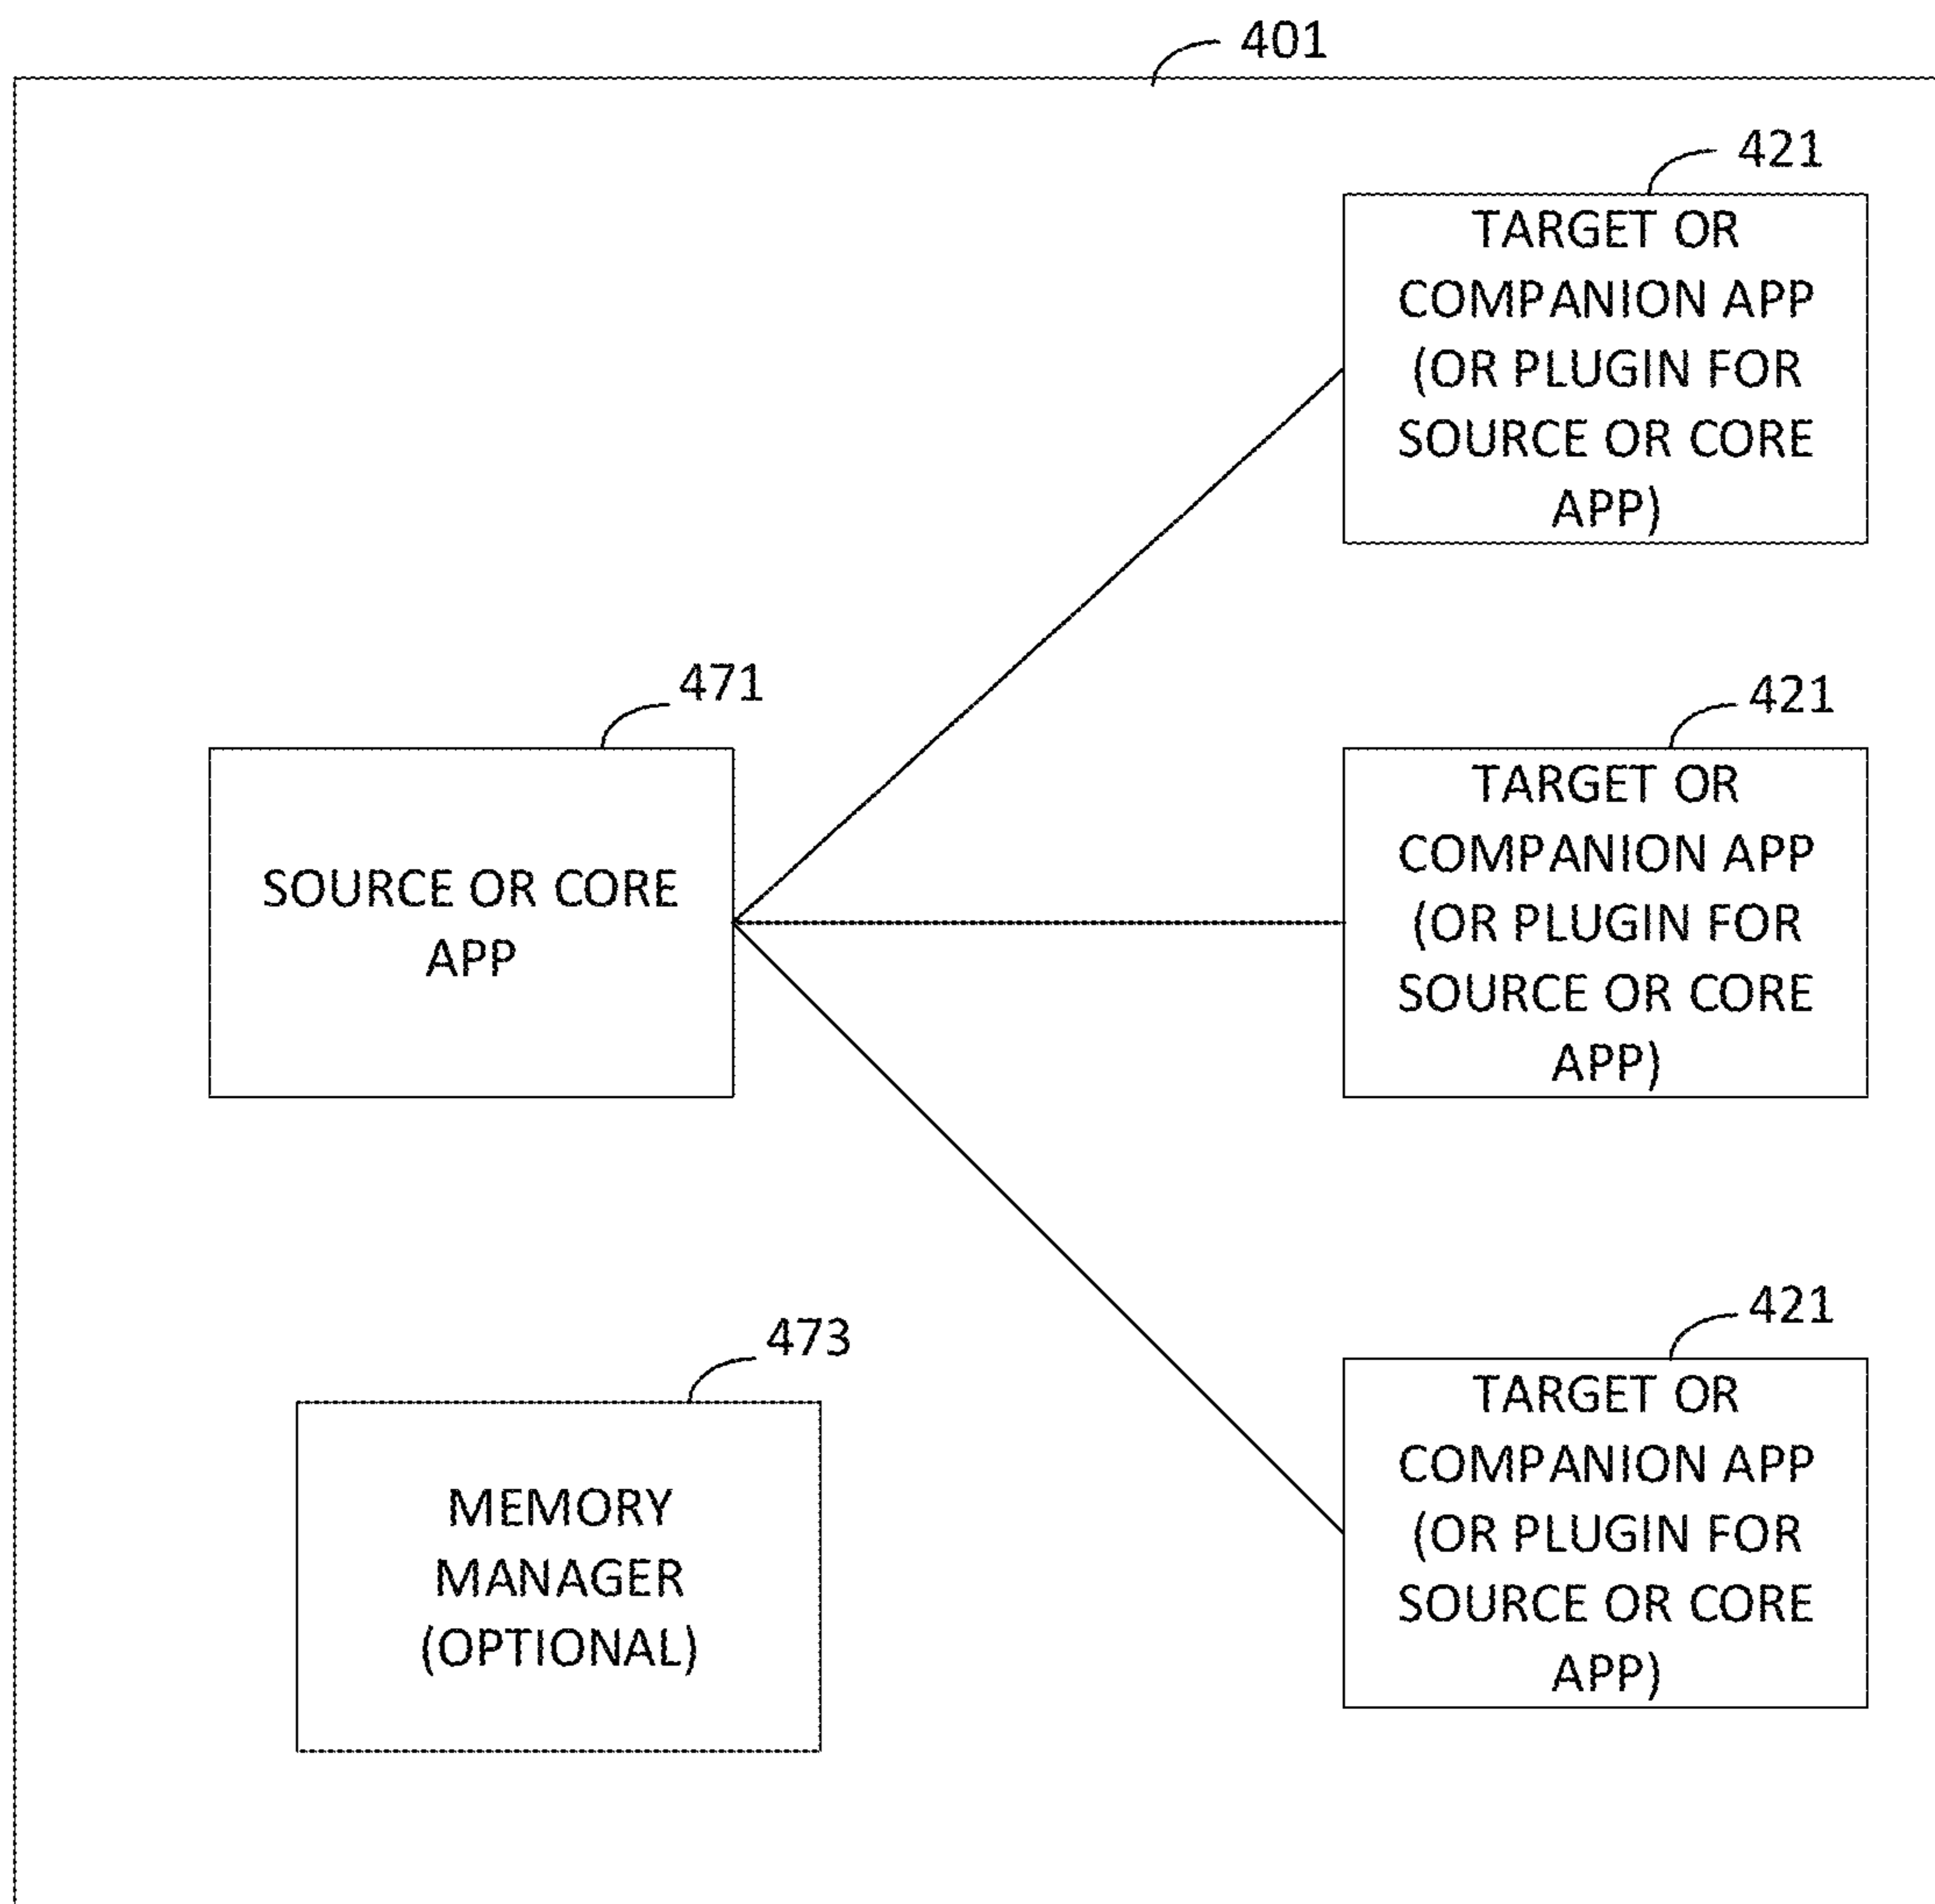 401
421
TARGET OR
COMPANION APP
(OR PLUGIN FOR
SOURCE OR CORE
APP)
471
SOURCE OR CORE
APP
421
TARGET OR
COMPANION APP
(OR PLUGIN FOR
SOURCE OR CORE
APP)
473
MEMORY
MANAGER
(OPTIONAL)
421
TARGET OR
COMPANION APP
(OR PLUGIN FOR
SOURCE OR CORE
APP)